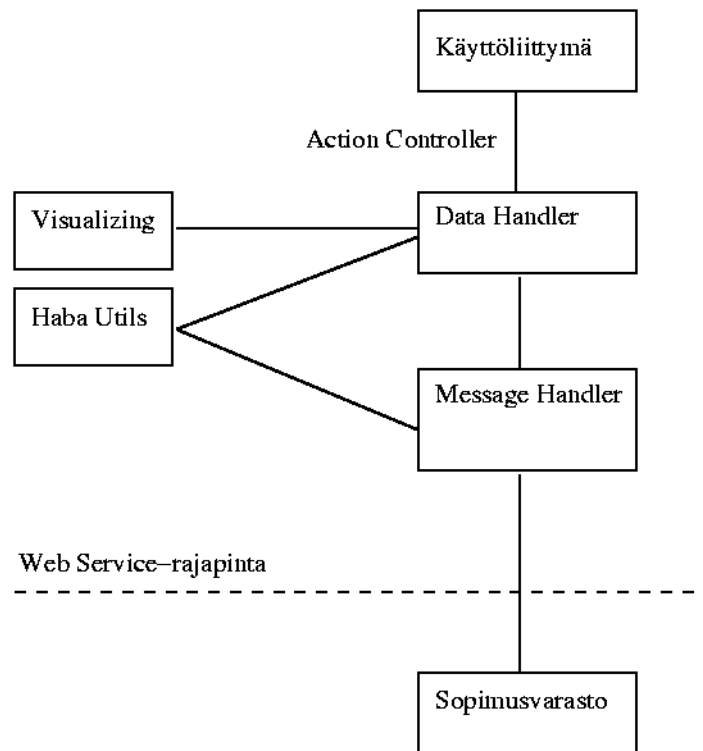 Käyttöliittymä
Action Controller
Visualizing
Data Handler
Haba Utils
Message Handler
Web Service–rajapinta
Sopimusvarasto